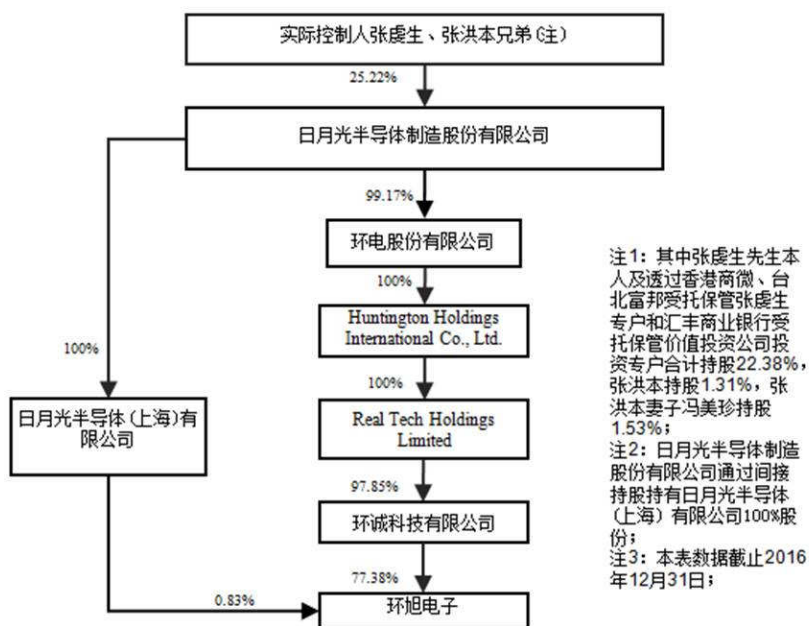 实际控制人张虔生、张洪本兄弟(注)
25.22%
日月光半导体制造股份有限公司
99.17%
环电股份有限公司
100%
Huntington Holdings
International Co., Ltd.
100%
100%
日月光半导体(上海)有
限公司
Real Tech Holdings
Limited
97.85%
环诚科技有限公司
77.38%
0.83%
环旭电子
注1：其中张虔生先生本
人及透过香港商微、台
北富邦受托保管张虔生
专户和汇丰商业银行受
托保管价值投资公司投
资专户合计持股22.38%，
张洪本持股1.31%，张
洪本妻子冯美珍持股
1.53%；
注2：日月光半导体制造
股份有限公司通过间接
持股持有日月光半导体
(上海) 有限公司100%股
份；
注3：本表数据截止2016
年12月31日；